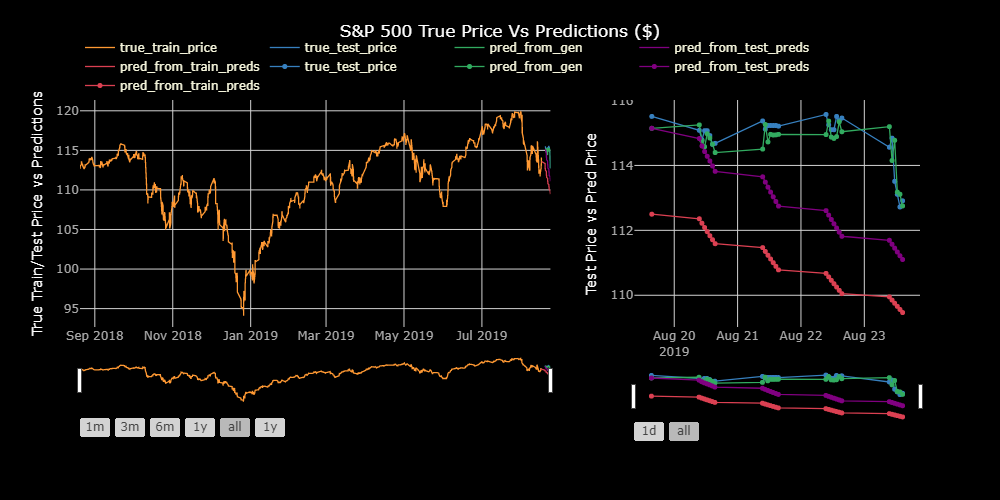 S&P 500 True Price Vs Predictions ($)
true_train_price true_test_price pred_from_gen pred_from_test_preds
pred_from_train_preds true_test_price pred_from_gen pred_from_test_preds
pred_from_train_preds
True Train/Test Price vs Predictions
120
115
110
105
100
95
Sep 2018 Nov 2018 Jan 2019 Mar 2019 May 2019 Jul 2019
1m 3m 6m 1y all 1y
Test Price vs Pred Price
116
114
112
110
Aug 20 Aug 21 Aug 22 Aug 23
2019
1d all